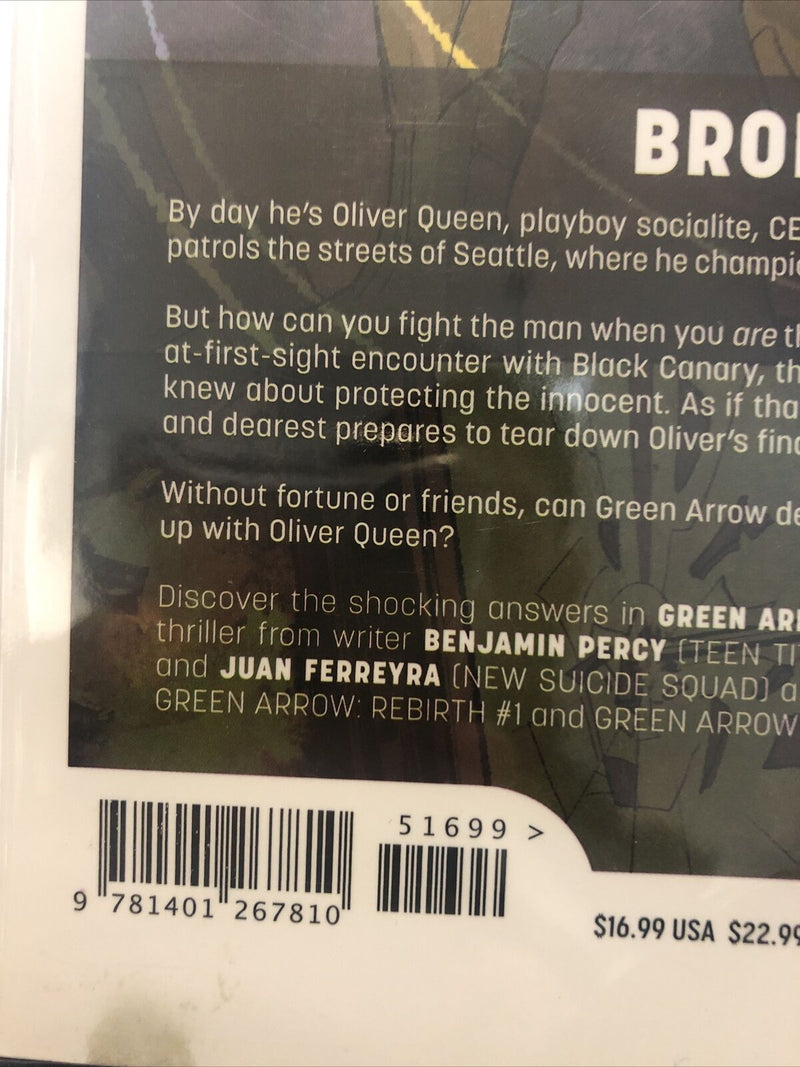 BRO
By day he's Oliver Queen, playboy socialite, CE
patrols the streets of Seattle, where he champi
But how can you fight the man when you are th
at-first-sight encounter with Black Canary, th
knew about protecting the innocent. As if tha
and dearest prepares to tear down Oliver's fin
Without fortune or friends, can Green Arrow de
up with Oliver Queen?
Discover the shocking answers in GREEN AR
thriller from writer BENJAMIN PERCY (TEEN TI
and JUAN FERREYRA (NEW SUICIDE SQUAD) a
GREEN ARROW: REBIRTH #1 and GREEN ARROW
51699 >
9 781401 267810
$16.99 USA $22.99